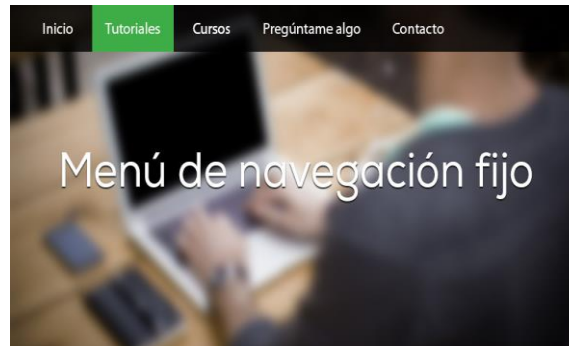 Inicio Tutoriales Cursos Pregúntame algo Contacto
Menú de navegación fijo